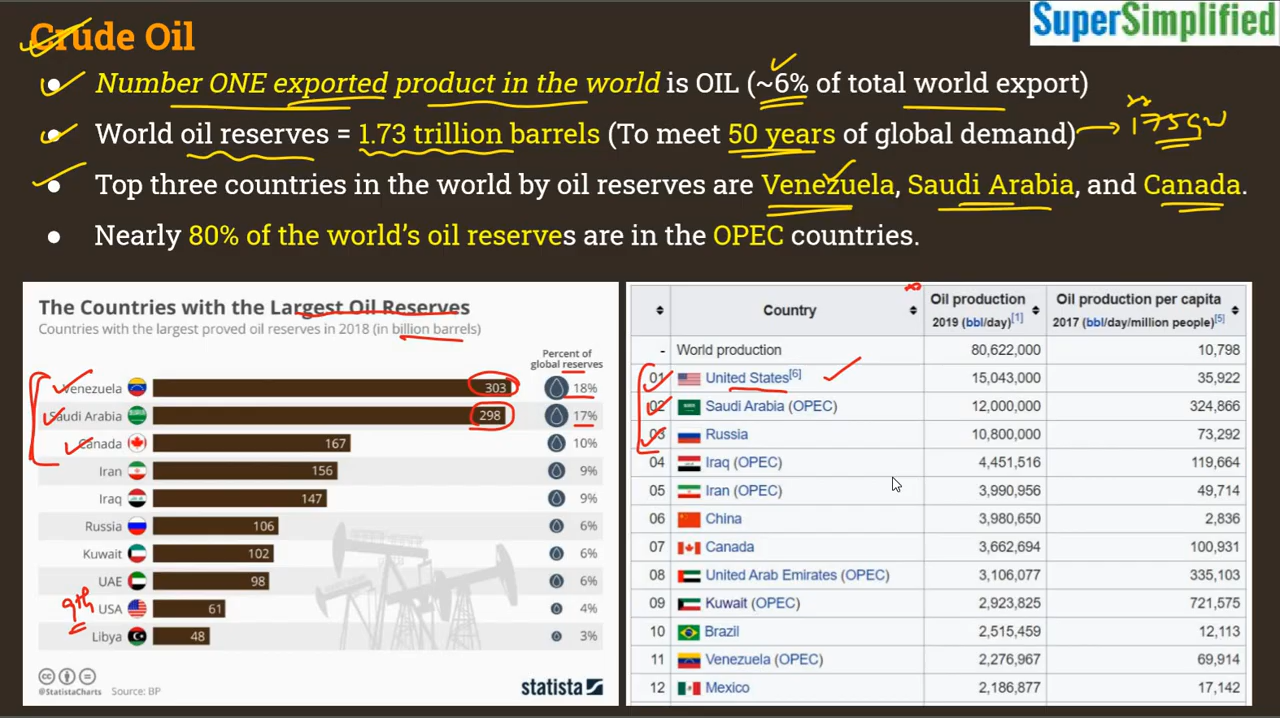 SuperSimplified
Crude Oil
● Number ONE exported product in the world is OIL (~6% of total world export)
● World oil reserves = 1.73 trillion barrels (To meet 50 years of global demand)
● Top three countries in the world by oil reserves are Venezuela, Saudi Arabia, and Canada.
● Nearly 80% of the world's oil reserves are in the OPEC countries.
The Countries with the Largest Oil Reserves
Countries with the largest proved oil reserves in 2018 (in billion barrels)
Percent of
global reserves
Venezuela 303 18%
Saudi Arabia 298 17%
Canada 167 10%
Iran 156 9%
Iraq 147 9%
Russia 106 6%
Kuwait 102 6%
UAE 98 6%
9th USA 61 4%
Libya 48 3%
@StatistaCharts Source: BP
statista
Country Oil production 2019 (bbl/day)[1] Oil production per capita 2017 (bbl/day/million people)[5]
- World production 80,622,000 10,798
01 United States[6] 15,043,000 35,922
02 Saudi Arabia (OPEC) 12,000,000 324,866
03 Russia 10,800,000 73,292
04 Iraq (OPEC) 4,451,516 119,664
05 Iran (OPEC) 3,990,956 49,714
06 China 3,980,650 2,836
07 Canada 3,662,694 100,931
08 United Arab Emirates (OPEC) 3,106,077 335,103
09 Kuwait (OPEC) 2,923,825 721,575
10 Brazil 2,515,459 12,113
11 Venezuela (OPEC) 2,276,967 69,914
12 Mexico 2,186,877 17,142